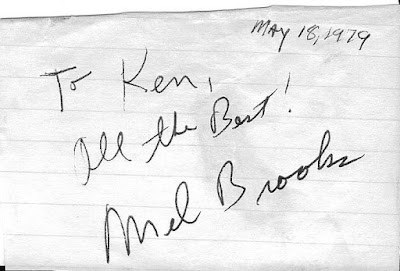 MAY 18, 1979
To Ken,
All the Best!
Mel Brooks